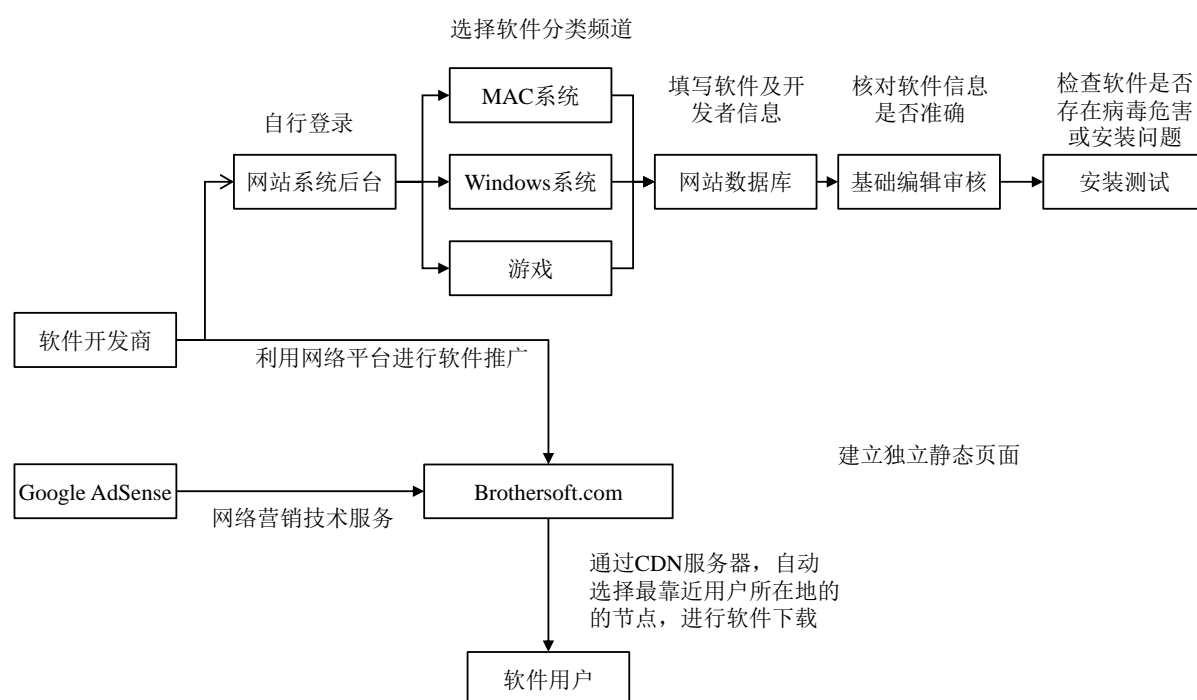 选择软件分类频道
MAC系统
填写软件及开
发者信息
核对软件信息
是否准确
检查软件是否
存在病毒危害
或安装问题
自行登录
网站系统后台
Windows系统
网站数据库
基础编辑审核
安装测试
游戏
软件开发商
利用网络平台进行软件推广
建立独立静态页面
Google AdSense
Brothersoft.com
网络营销技术服务
通过CDN服务器，自动
选择最靠近用户所在地的
的节点，进行软件下载
软件用户